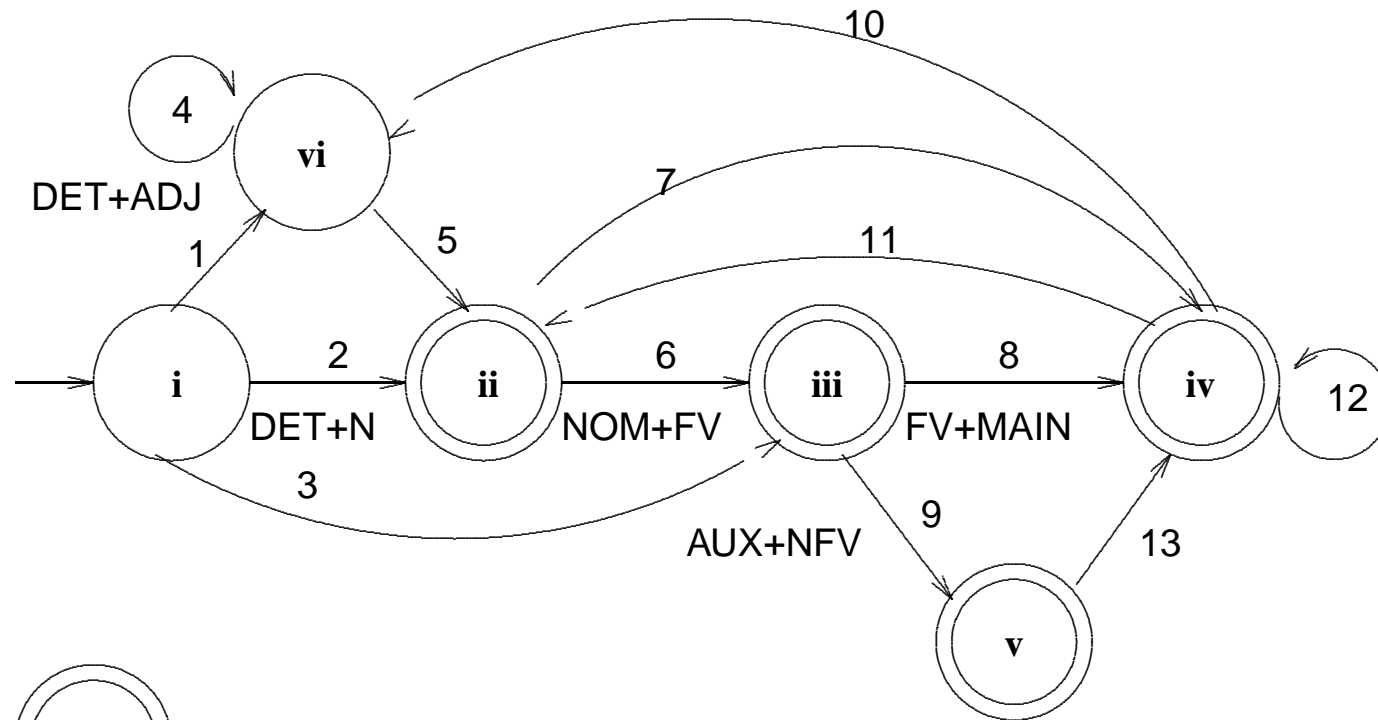 10
4
vi
7
DET+ADJ
1
5
11
2
6
8
i
ii
iii
iv
12
DET+N
NOM+FV
FV+MAIN
3
9
AUX+NFV
13
v